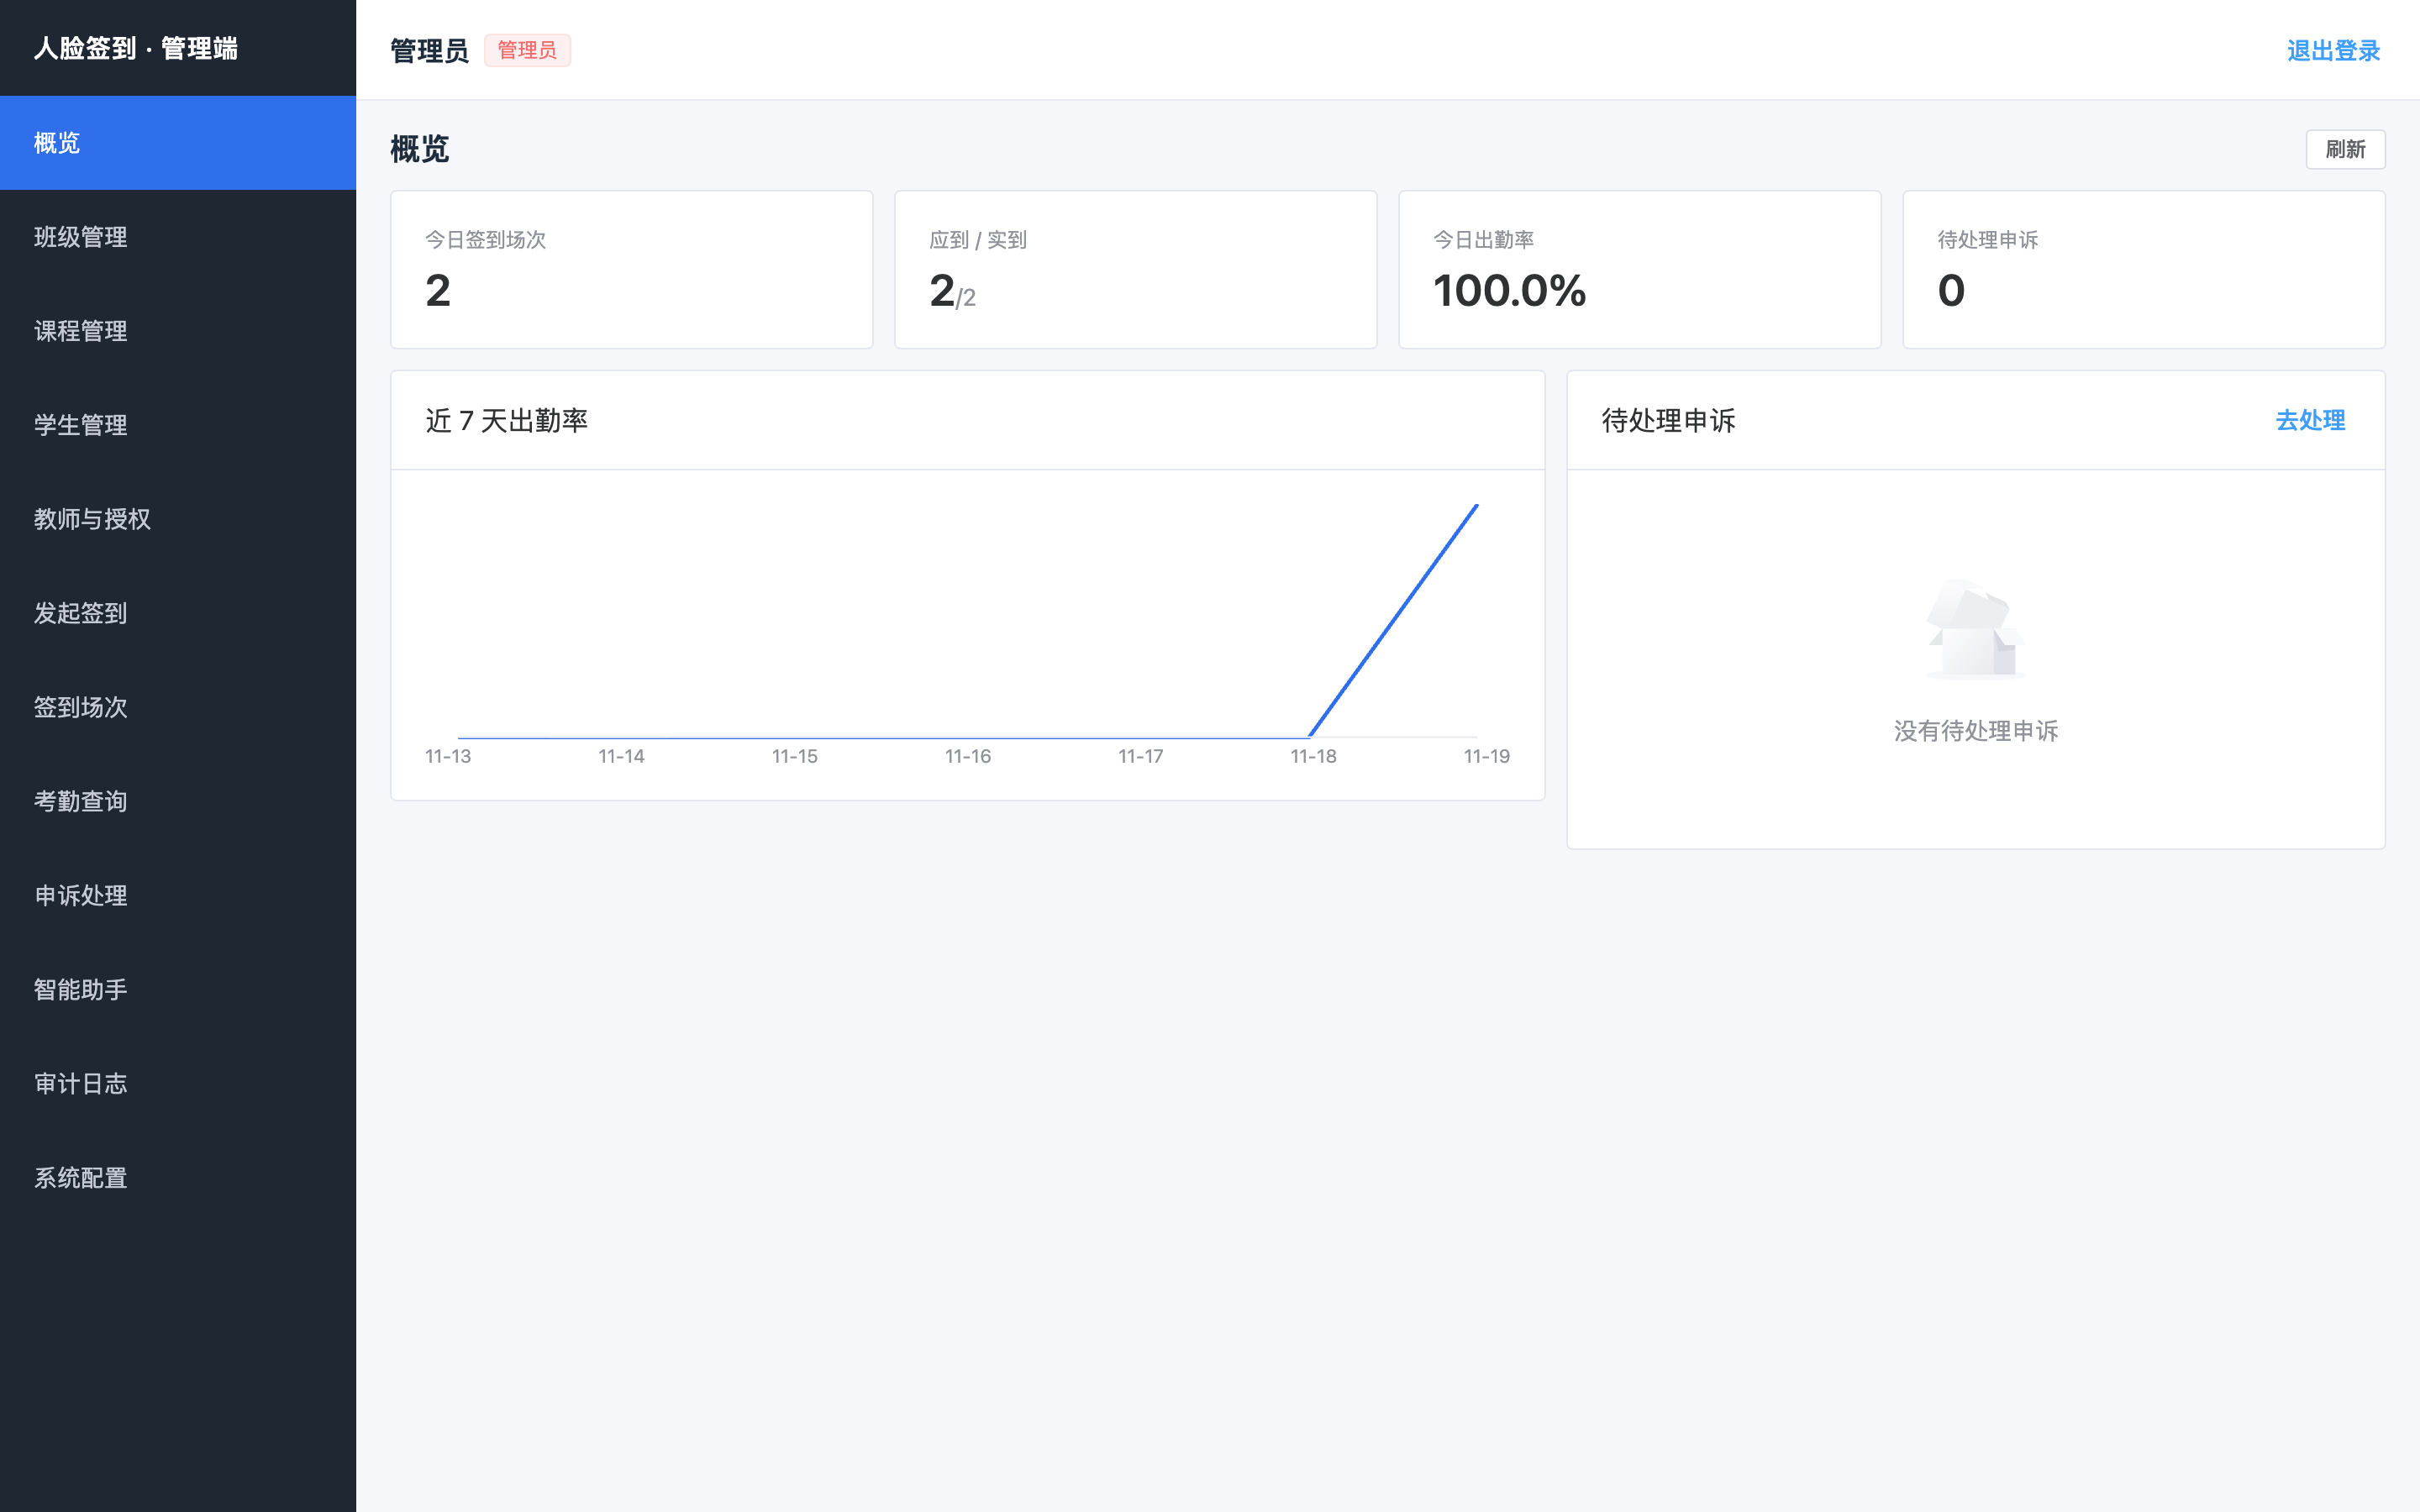 人脸签到 · 管理端
概览
班级管理
课程管理
学生管理
教师与授权
发起签到
签到场次
考勤查询
申诉处理
智能助手
审计日志
系统配置
管理员 管理员
退出登录
概览
刷新
今日签到场次
2
应到 / 实到
2/2
今日出勤率
100.0%
待处理申诉
0
近 7 天出勤率
11-13 11-14 11-15 11-16 11-17 11-18 11-19
待处理申诉
去处理
没有待处理申诉